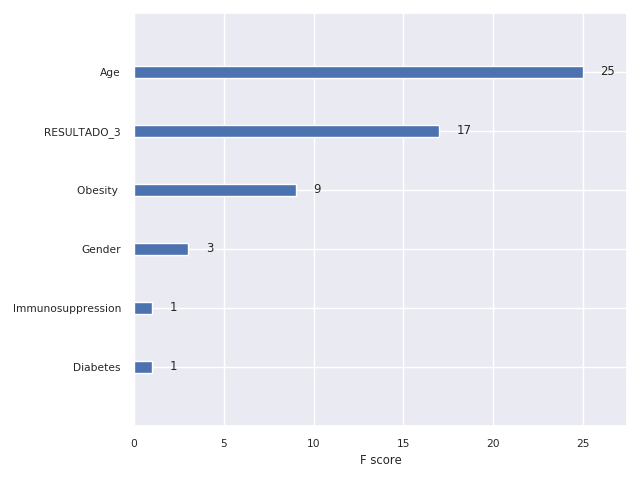 Age 25
RESULTADO_3 17
Obesity 9
Gender 3
Immunosuppression 1
Diabetes 1
0 5 10 15 20 25
F score